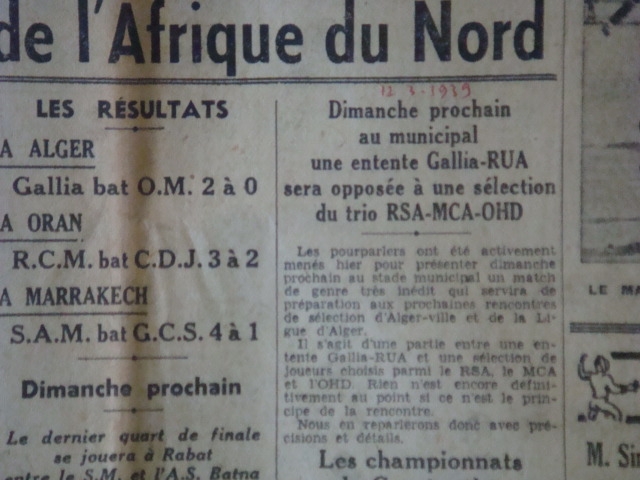 de l'Afrique du Nord
LES RÉSULTATS
A ALGER
Gallia bat O.M. 2 à 0
A ORAN
R.C.M. bat C.D.J. 3 à 2
A MARRAKECH
S.A.M. bat G.C.S. 4 à 1
Dimanche prochain
Le dernier quart de finale
se jouera à Rabat
entre le S.M. et l'A.S. Batna
12-3-1939
Dimanche prochain
au municipal
une entente Gallia-RUA
sera opposée à une sélection
du trio RSA-MCA-OHD
Les pourparlers ont été activement
menés hier pour présenter dimanche
prochain au stade municipal un match
de genre très inédit qui servira de
préparation aux prochaines rencontres
de sélection d'Alger-ville et de la Li-
gue d'Alger.
Il s'agit d'une partie entre une en-
tente Gallia-RUA et une sélection de
joueurs choisis parmi le RSA, le MCA
et l'OHD. Rien n'est encore défini-
tivement au point si ce n'est le prin-
cipe de la rencontre.
Nous en reparlerons donc avec pré-
cisions et détails.
Les championnats
LE MA
M. Sin